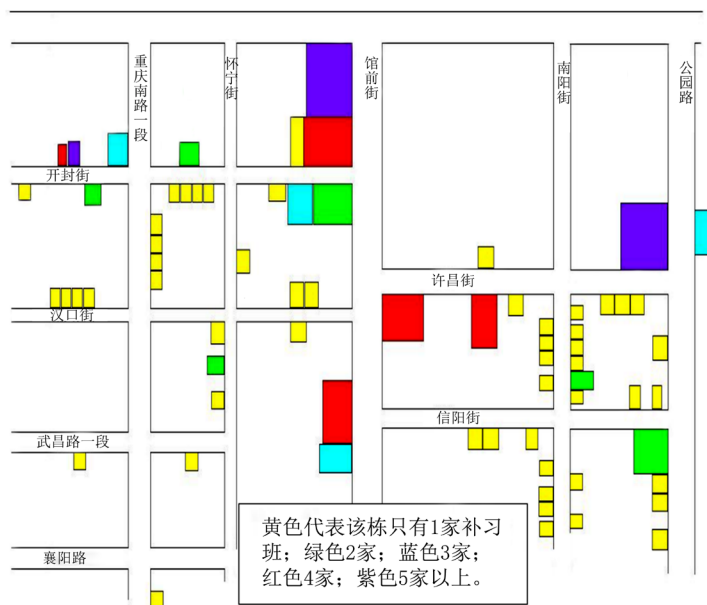 重庆南路一段
怀宁街
馆前街
南阳街
公园路
开封街
许昌街
汉口街
信阳街
武昌路一段
襄阳路
黄色代表该栋只有1家补习
班；绿色2家；蓝色3家；
红色4家；紫色5家以上。